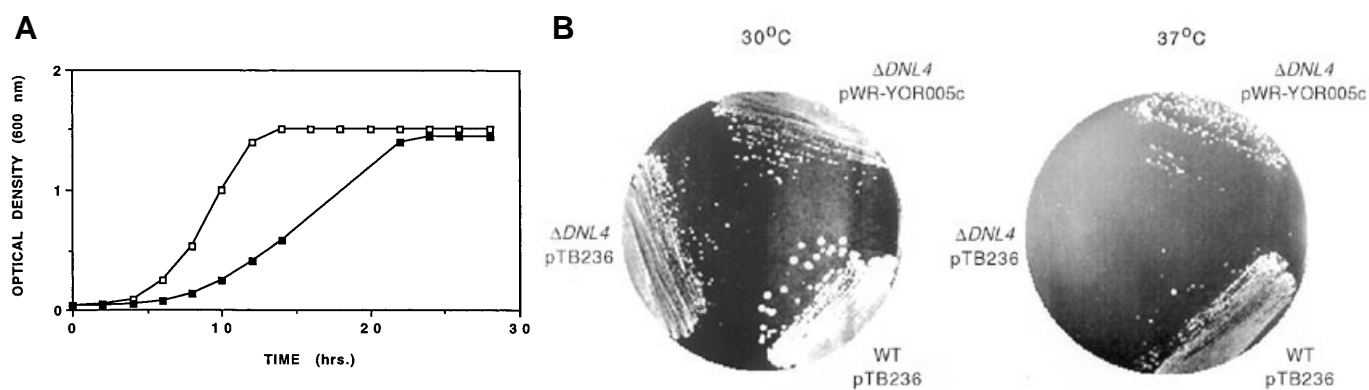 A
OPTICAL DENSITY (600 nm)
2
1
0
0
10
20
30
TIME (hrs.)
B
30°C
ΔDNL4
pWR-YOR005c
ΔDNL4
pTB236
WT
pTB236
37°C
ΔDNL4
pWR-YOR005c
ΔDNL4
pTB236
WT
pTB236